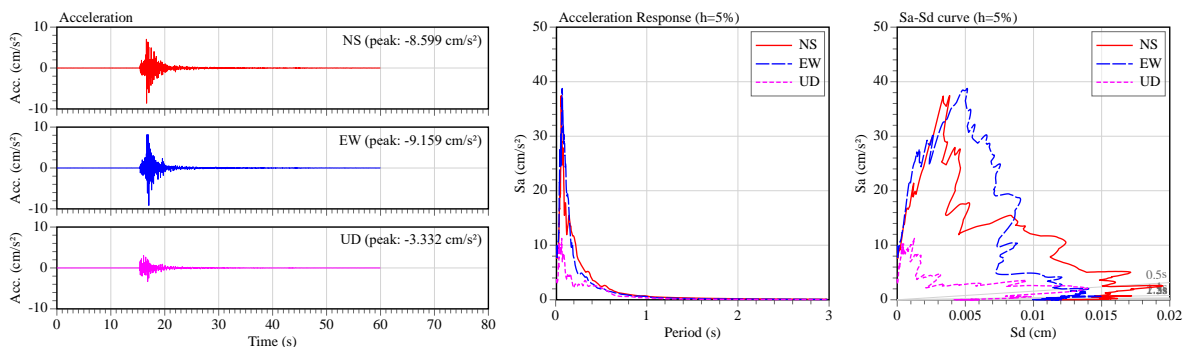 Acceleration
Acc. (cm/s²)
10
0
-10
NS (peak: -8.599 cm/s²)
Acc. (cm/s²)
10
0
-10
EW (peak: -9.159 cm/s²)
Acc. (cm/s²)
10
0
-10
UD (peak: -3.332 cm/s²)
0 10 20 30 40 50 60 70 80
Time (s)
Acceleration Response (h=5%)
Sa (cm/s²)
50
40
30
20
10
0
NS
EW
UD
0 1 2 3
Period (s)
Sa-Sd curve (h=5%)
Sa (cm/s²)
50
40
30
20
10
0
NS
EW
UD
0.5s
0 0.005 0.01 0.015 0.02
Sd (cm)